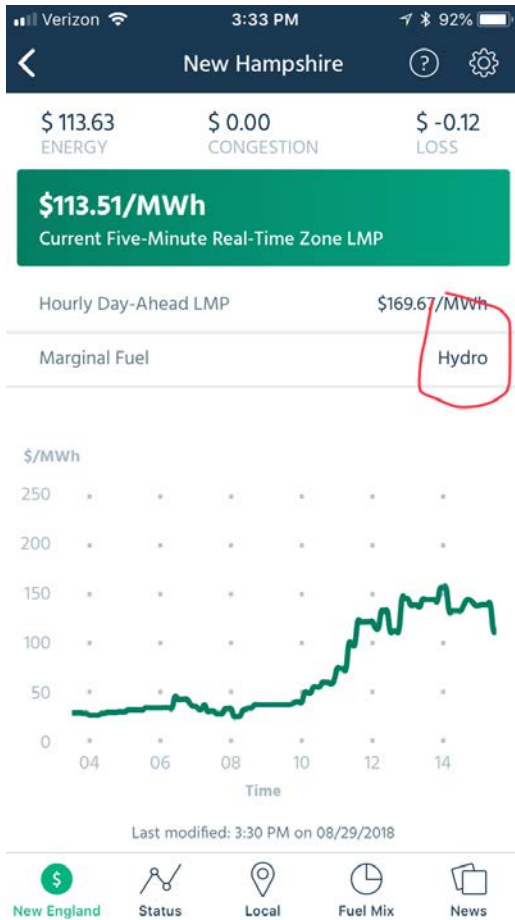 Verizon 3:33 PM 92%
New Hampshire ?
$ 113.63 $ 0.00 $ -0.12
ENERGY CONGESTION LOSS
$113.51/MWh
Current Five-Minute Real-Time Zone LMP
Hourly Day-Ahead LMP $169.67/MWh
Marginal Fuel Hydro
$/MWh
250
200
150
100
50
0
04 06 08 10 12 14
Time
Last modified: 3:30 PM on 08/29/2018
$
New England Status Local Fuel Mix News